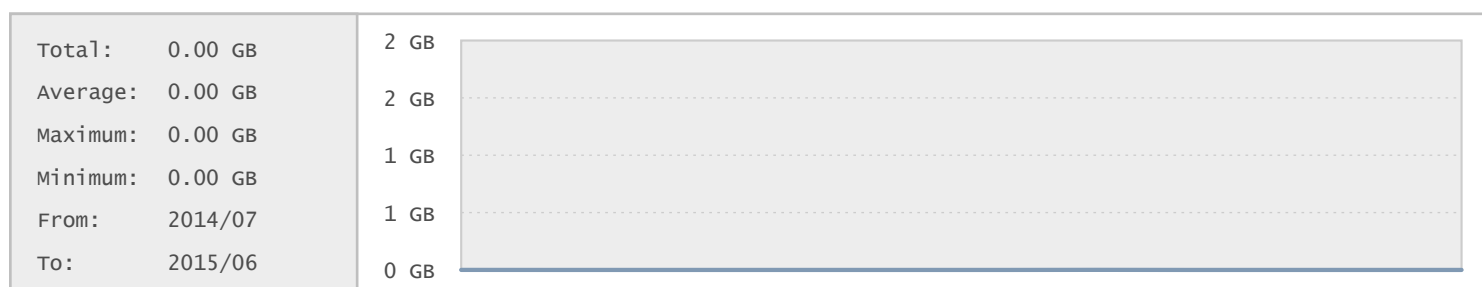 Total: 0.00 GB
Average: 0.00 GB
Maximum: 0.00 GB
Minimum: 0.00 GB
From: 2014/07
To: 2015/06
2 GB
2 GB
1 GB
1 GB
0 GB